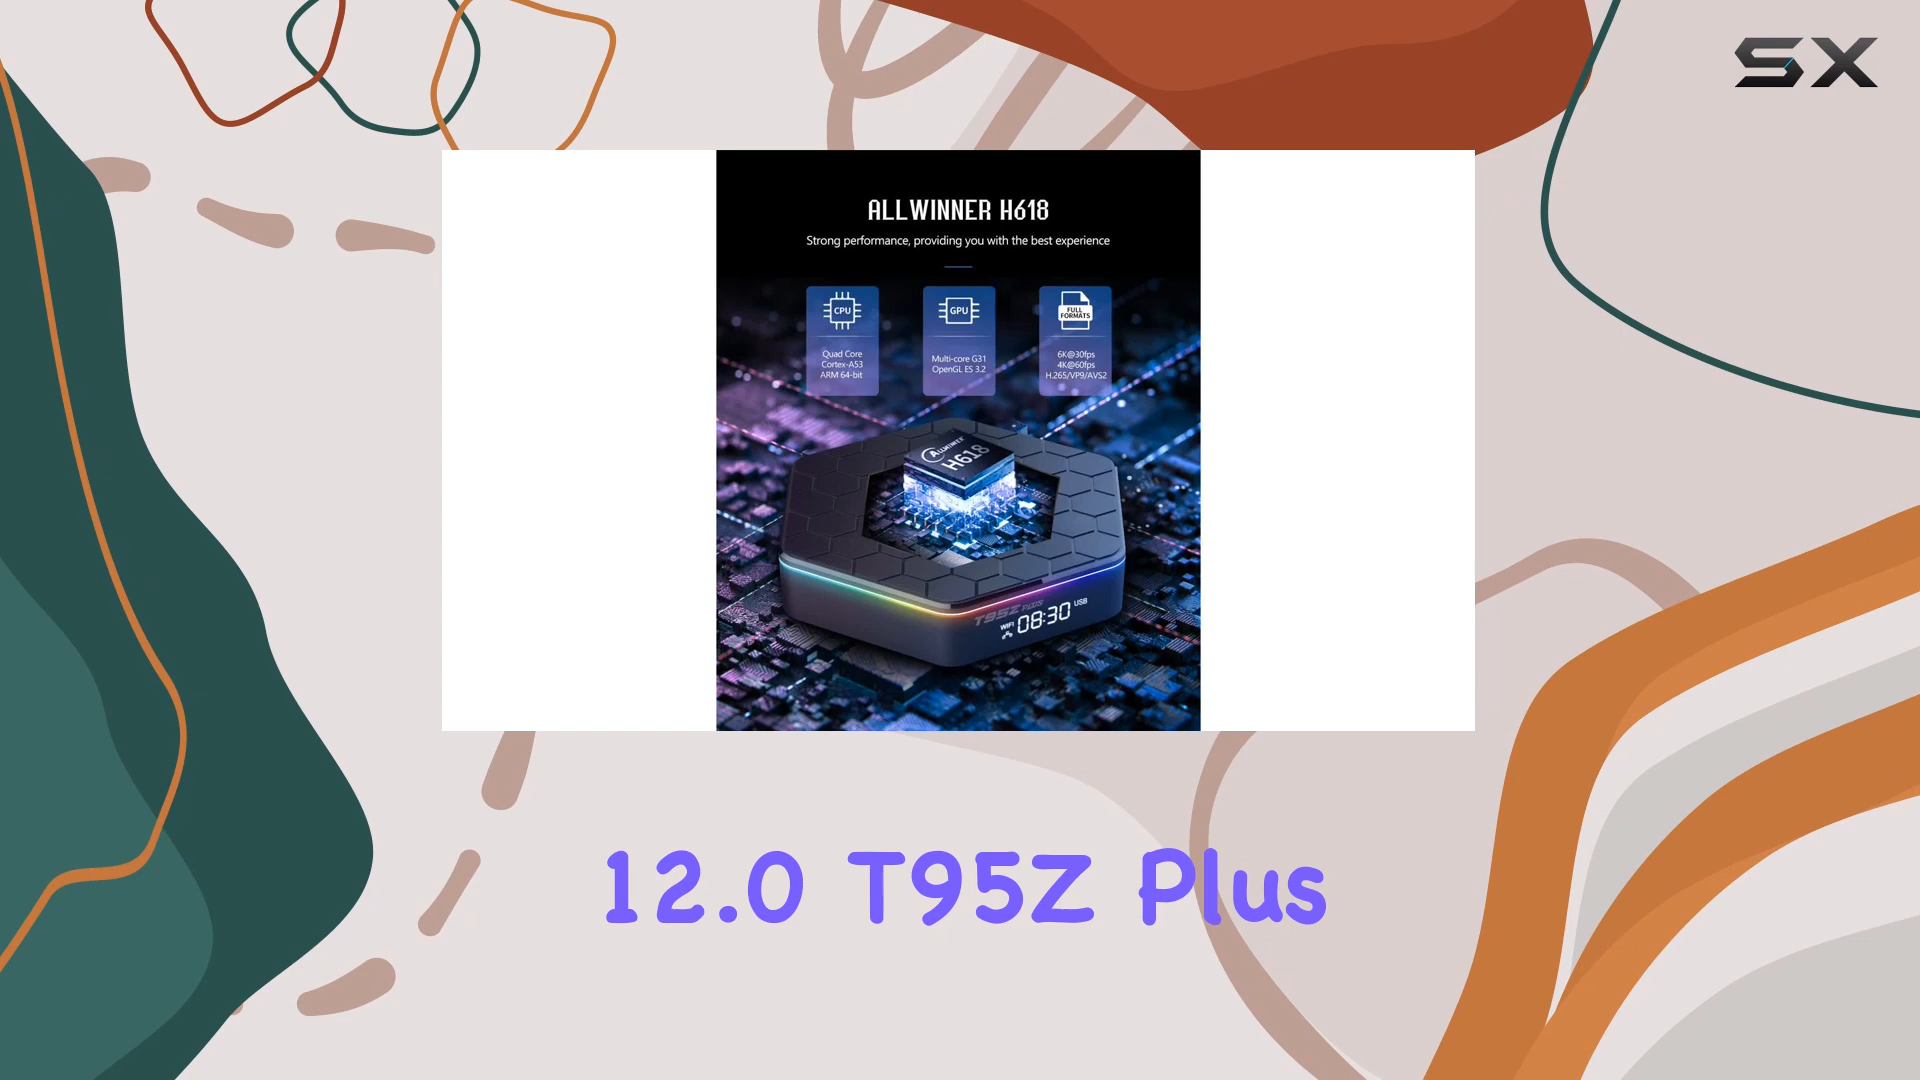 SX
ALLWINNER H618
Strong performance, providing you with the best experience
CPU
GPU
FULL
FORMATS
Quad Core
Cortex-A53
ARM 64-bit
Multi-core G31
OpenGL ES 3.2
6K@30fps
4K@60fps
H.265/VP9/AVS2
ALLWINNER
H618
T95Z PLUS
WIFI
08:30
USB
12.0 T95Z Plus